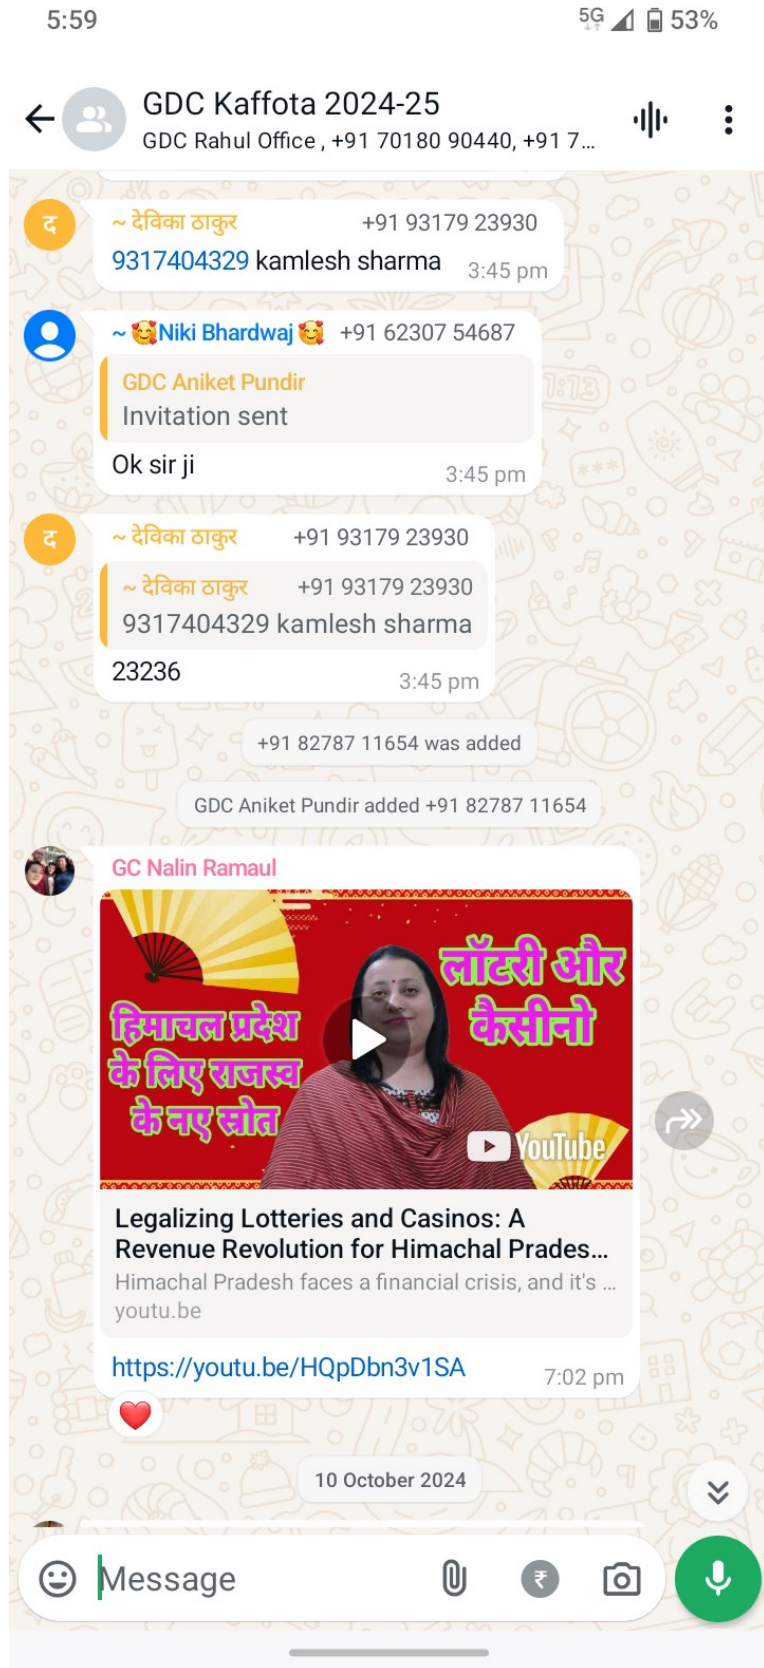 5:59
5G 53%
GDC Kaffota 2024-25
GDC Rahul Office , +91 70180 90440, +91 7...
~ देविका ठाकुर +91 93179 23930
9317404329 kamlesh sharma 3:45 pm
~ 🥰Niki Bhardwaj🥰 +91 62307 54687
GDC Aniket Pundir
Invitation sent
Ok sir ji 3:45 pm
~ देविका ठाकुर +91 93179 23930
~ देविका ठाकुर +91 93179 23930
9317404329 kamlesh sharma
23236 3:45 pm
+91 82787 11654 was added
GDC Aniket Pundir added +91 82787 11654
GC Nalin Ramaul
लॉटरी और
कैसीनो
हिमाचल प्रदेश
के लिए राजस्व
के नए स्रोत
YouTube
Legalizing Lotteries and Casinos: A
Revenue Revolution for Himachal Prades...
Himachal Pradesh faces a financial crisis, and it's ...
youtu.be
https://youtu.be/HQpDbn3v1SA 7:02 pm
10 October 2024
Message